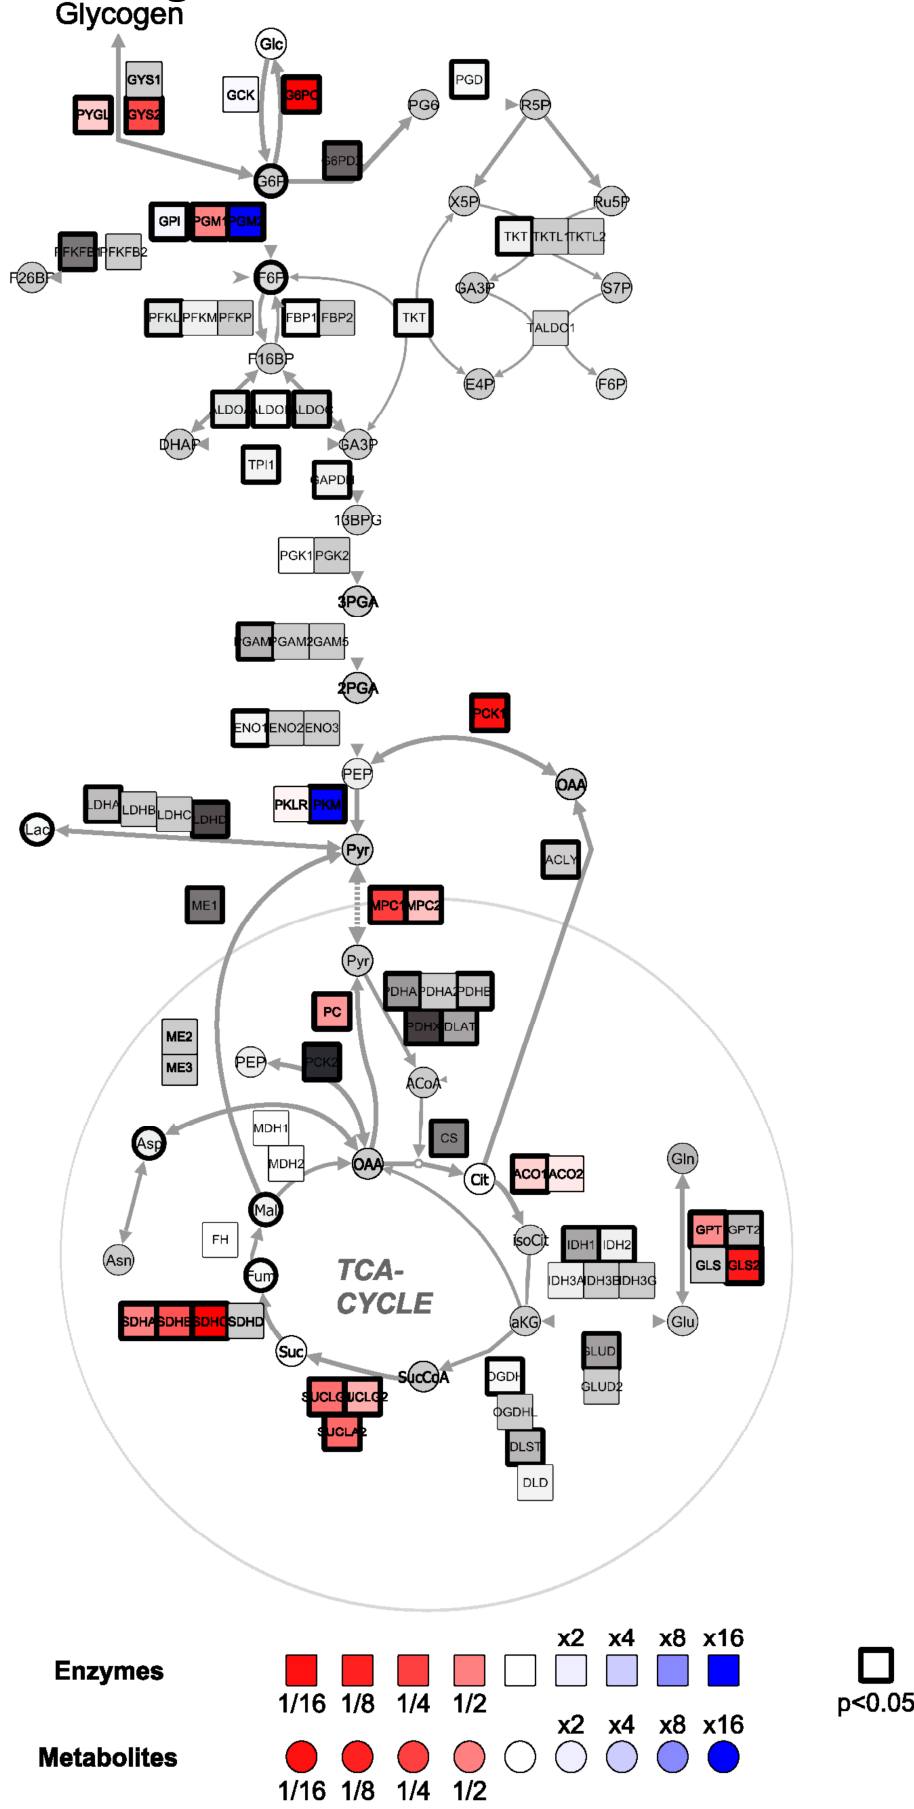 Glycogen
Glc
GYS1
GCK
G6PC
PGD
PYGL
GYS2
PG6
R5P
G6PD2
G6P
X5P
Ru5P
GPI
PGM1
PGM2
TKT
TKTL1
TKTL2
PFKFB1
PFKFB2
F26BP
F6P
GA3P
S7P
PFKL
PFKM
PFKP
FBP1
FBP2
TKT
TALDO1
F16BP
E4P
F6P
ALDOA
ALDOB
ALDOC
DHAP
GA3P
TPI1
GAPDH
13BPG
PGK1
PGK2
3PGA
PGAM2
PGAM5
2PGA
PCK1
ENO1
ENO2
ENO3
PEP
OAA
LDHA
LDHB
LDHC
LDHD
PKLR
PKM
Lac
Pyr
ACLY
ME1
MPC1
MPC2
Pyr
PDHA2
PDHB
PC
PDHX
DLAT
ME2
ME3
PEP
PCK2
ACoA
MDH1
CS
Asp
MDH2
OAA
Cit
ACO1
ACO2
Gln
Mal
FH
isoCit
IDH1
IDH2
GPT
GPT2
Asn
Fum
TCA-
CYCLE
IDH3A
IDH3B
IDH3G
GLS
GLS2
SDHA
SDHB
SDHC
SDHD
aKG
Glu
Suc
GLUD
SucCoA
OGDH
GLUD2
SUCLG1
SUCLG2
OGDHL
SUCLA2
DLST
DLD
x2 x4 x8 x16
Enzymes
1/16 1/8 1/4 1/2
p<0.05
x2 x4 x8 x16
Metabolites
1/16 1/8 1/4 1/2